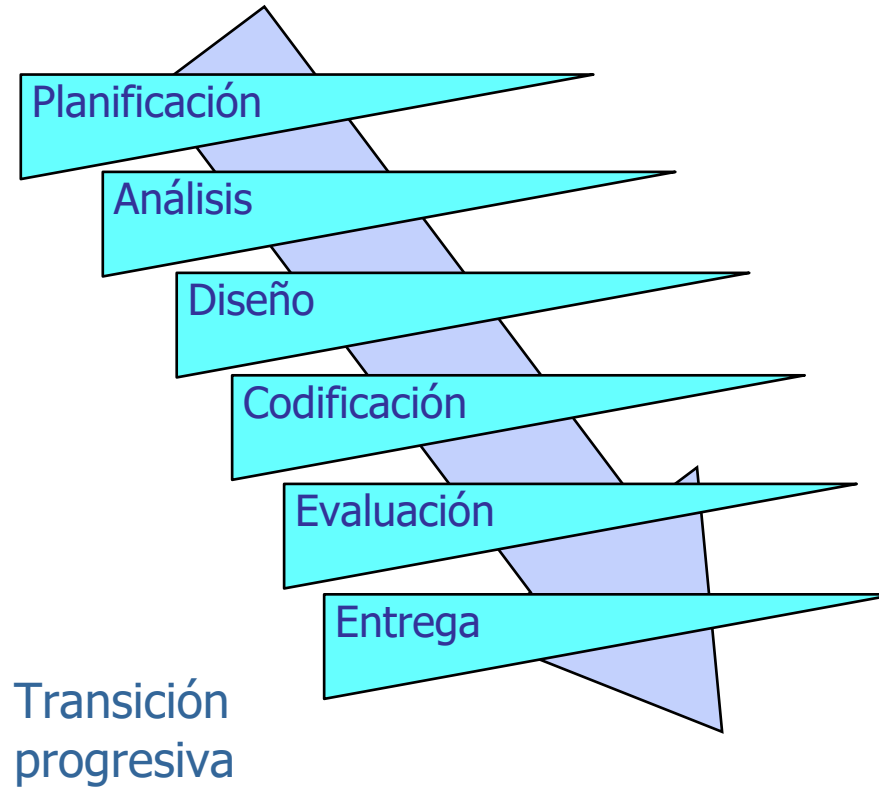 Planificación
Análisis
Diseño
Codificación
Evaluación
Entrega
Transición
progresiva